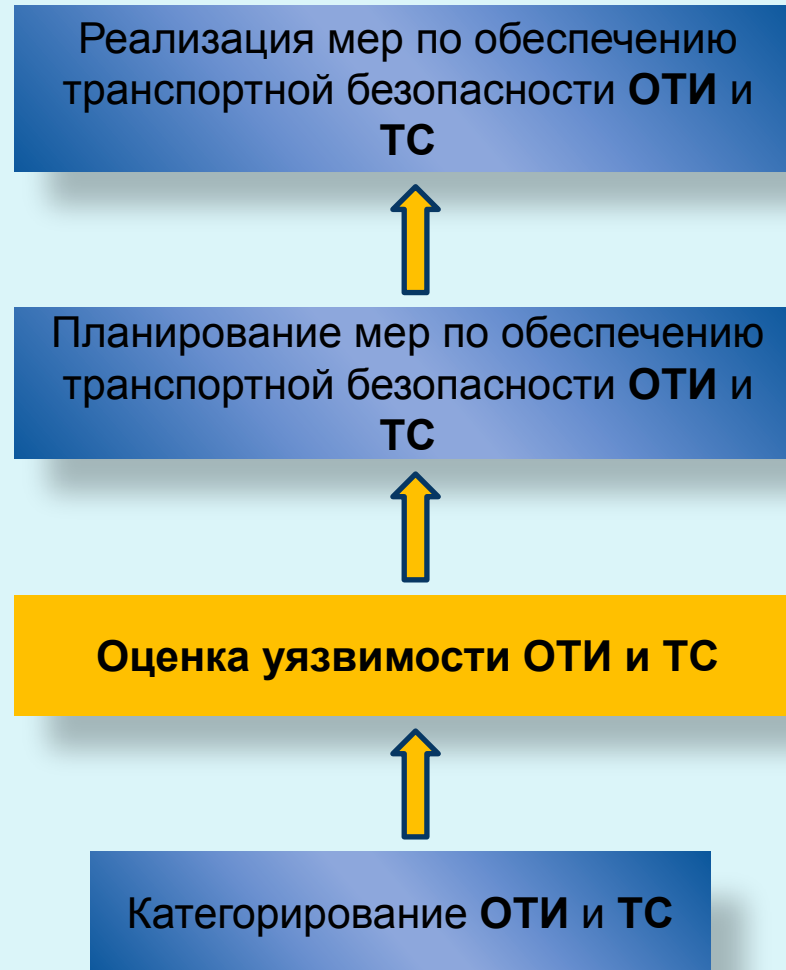 Реализация мер по обеспечению
транспортной безопасности ОТИ и
ТС
Планирование мер по обеспечению
транспортной безопасности ОТИ и
ТС
Оценка уязвимости ОТИ и ТС
Категорирование ОТИ и ТС